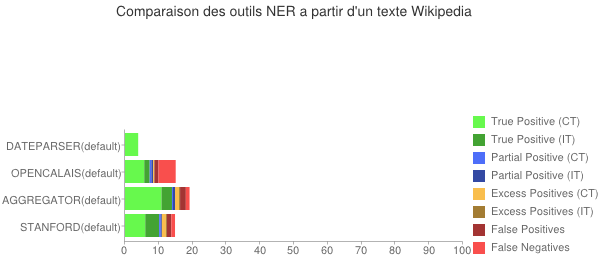 Comparaison des outils NER a partir d'un texte Wikipedia
DATEPARSER(default)
OPENCALAIS(default)
AGGREGATOR(default)
STANFORD(default)
0 10 20 30 40 50 60 70 80 90 100
True Positive (CT)
True Positive (IT)
Partial Positive (CT)
Partial Positive (IT)
Excess Positives (CT)
Excess Positives (IT)
False Positives
False Negatives